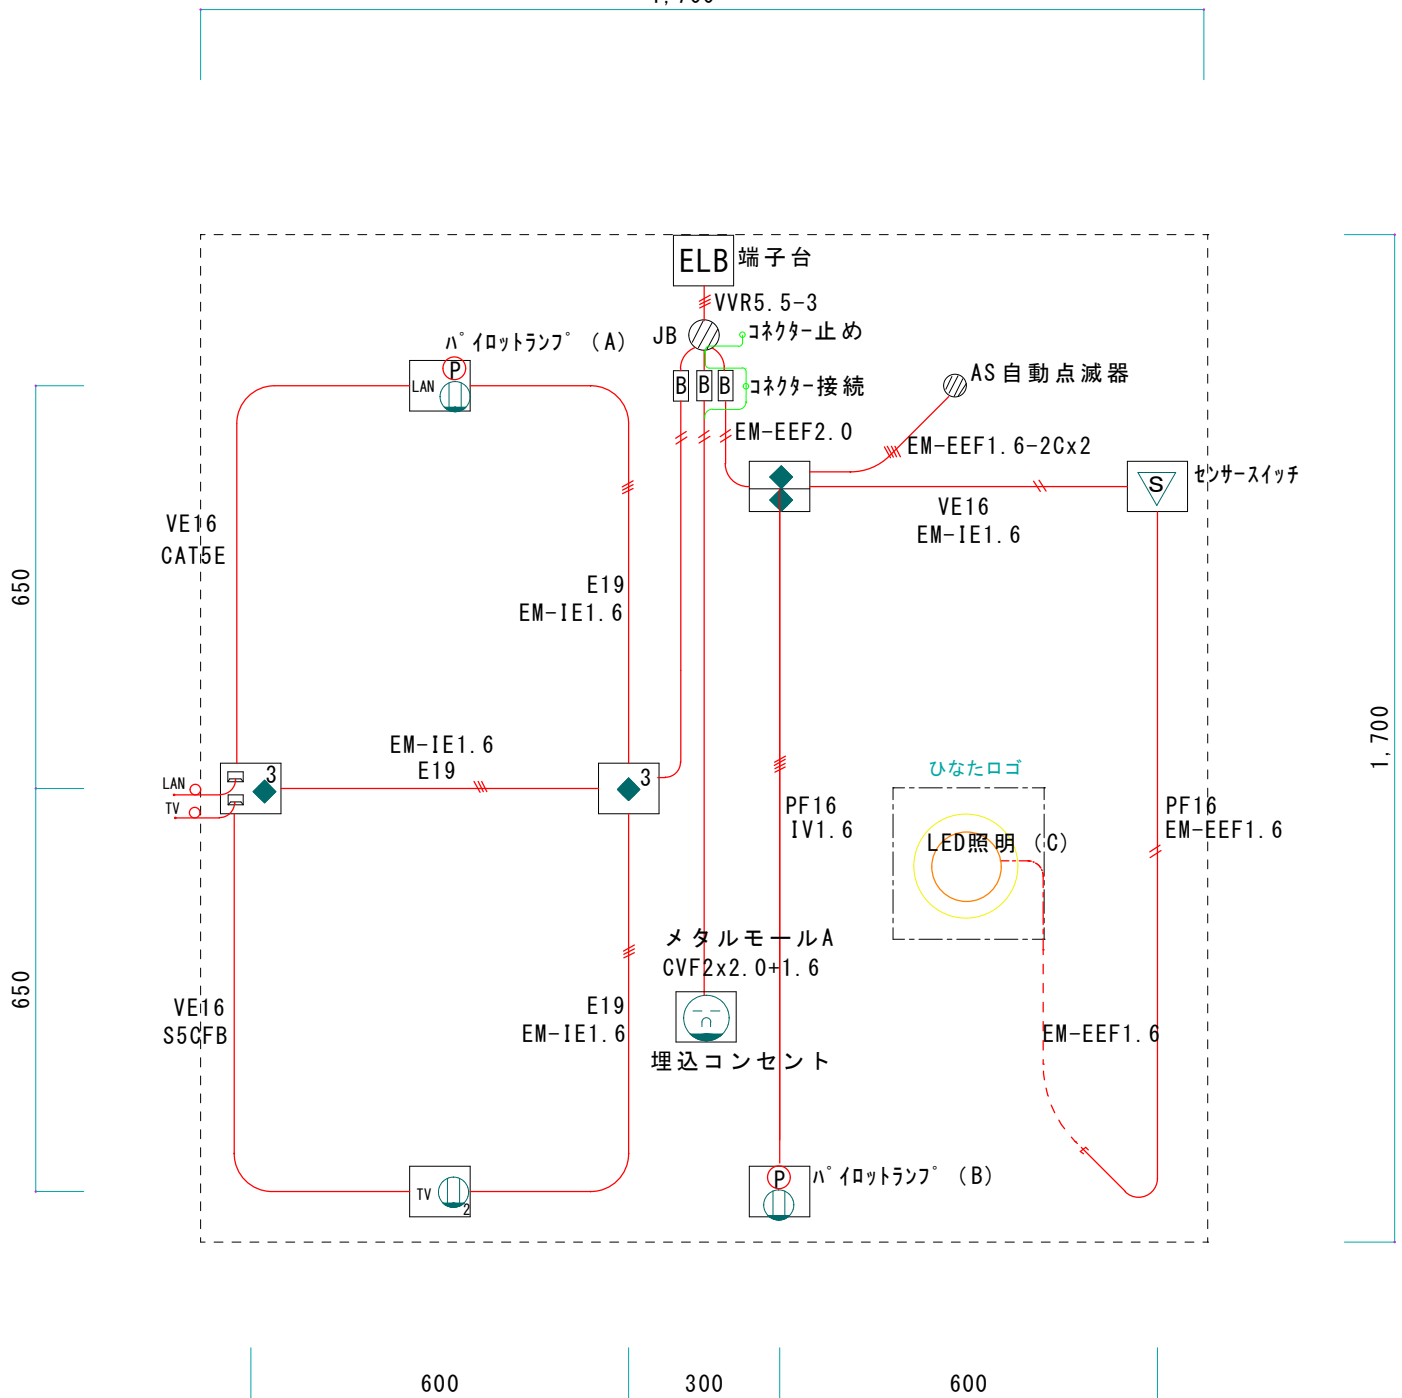 1,700
ELB 端子台
VVR5.5-3
JB
コネクター止め
パイロットランプ (A)
P
LAN
B B B
コネクター接続
AS自動点滅器
EM-EEF2.0
EM-EEF1.6-2Cx2
センサースイッチ
S
VE16
EM-IE1.6
VE16
CAT5E
650
E19
EM-IE1.6
1,700
EM-IE1.6
E19
3
3
LAN
TV
ひなたロゴ
PF16
IV1.6
PF16
EM-EEF1.6
LED照明 (C)
メタルモールA
CVF2x2.0+1.6
650
VE16
S5CFB
E19
EM-IE1.6
EM-EEF1.6
埋込コンセント
TV
2
P
パイロットランプ (B)
600
300
600